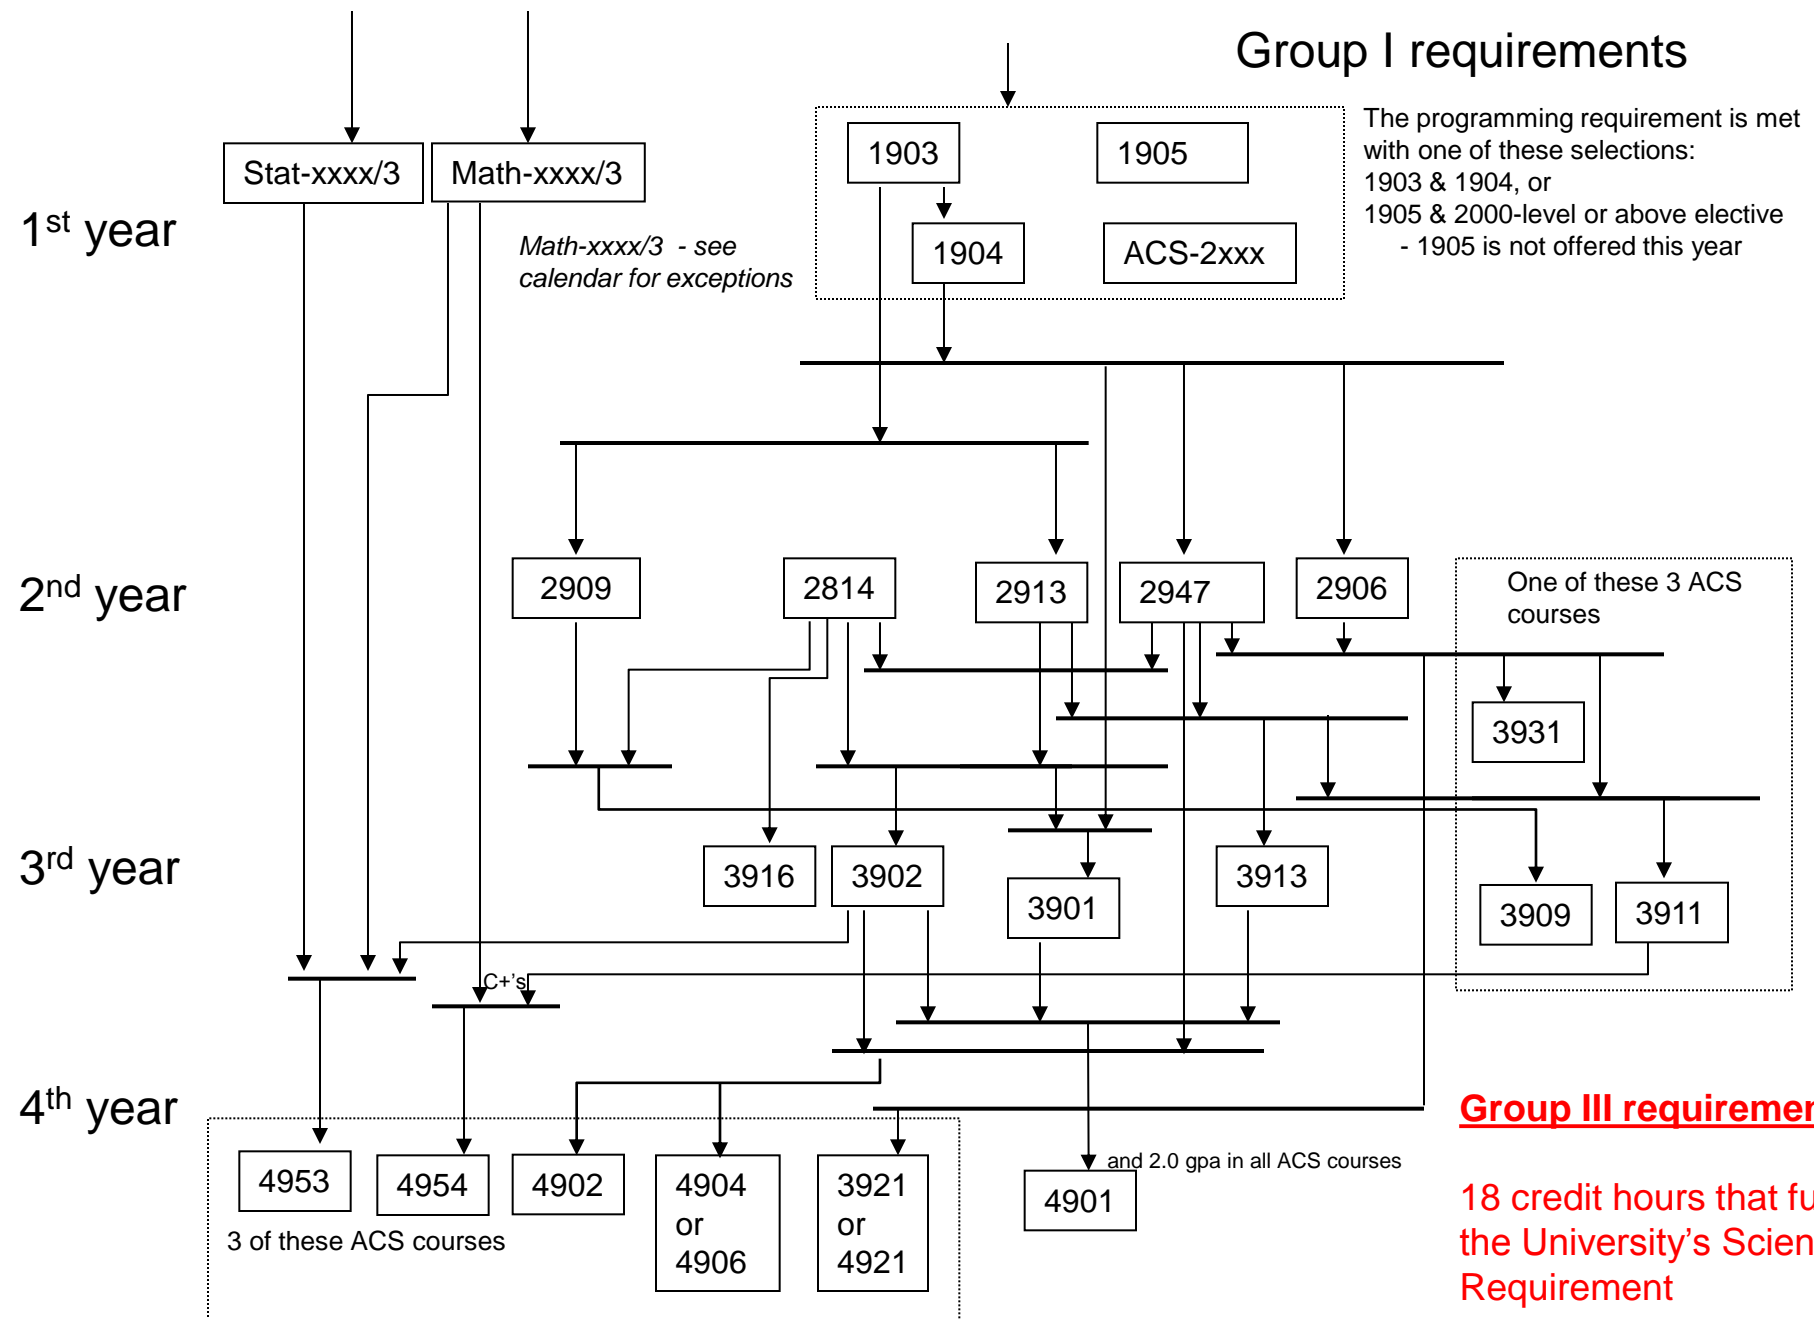 Group I requirements
The programming requirement is met
with one of these selections:
1903 & 1904, or
1905 & 2000-level or above elective
- 1905 is not offered this year
1903
1905
Stat-xxxx/3
Math-xxxx/3
1st year
Math-xxxx/3 - see
calendar for exceptions
1904
ACS-2xxx
2nd year
2909
2814
2913
2947
2906
One of these 3 ACS
courses
3931
3rd year
3916
3902
3901
3913
3909
3911
C+'s
4th year
Group III requiremen
and 2.0 gpa in all ACS courses
4953
4954
4902
4904
or
4906
3921
or
4921
4901
3 of these ACS courses
18 credit hours that fu
the University's Scien
Requirement